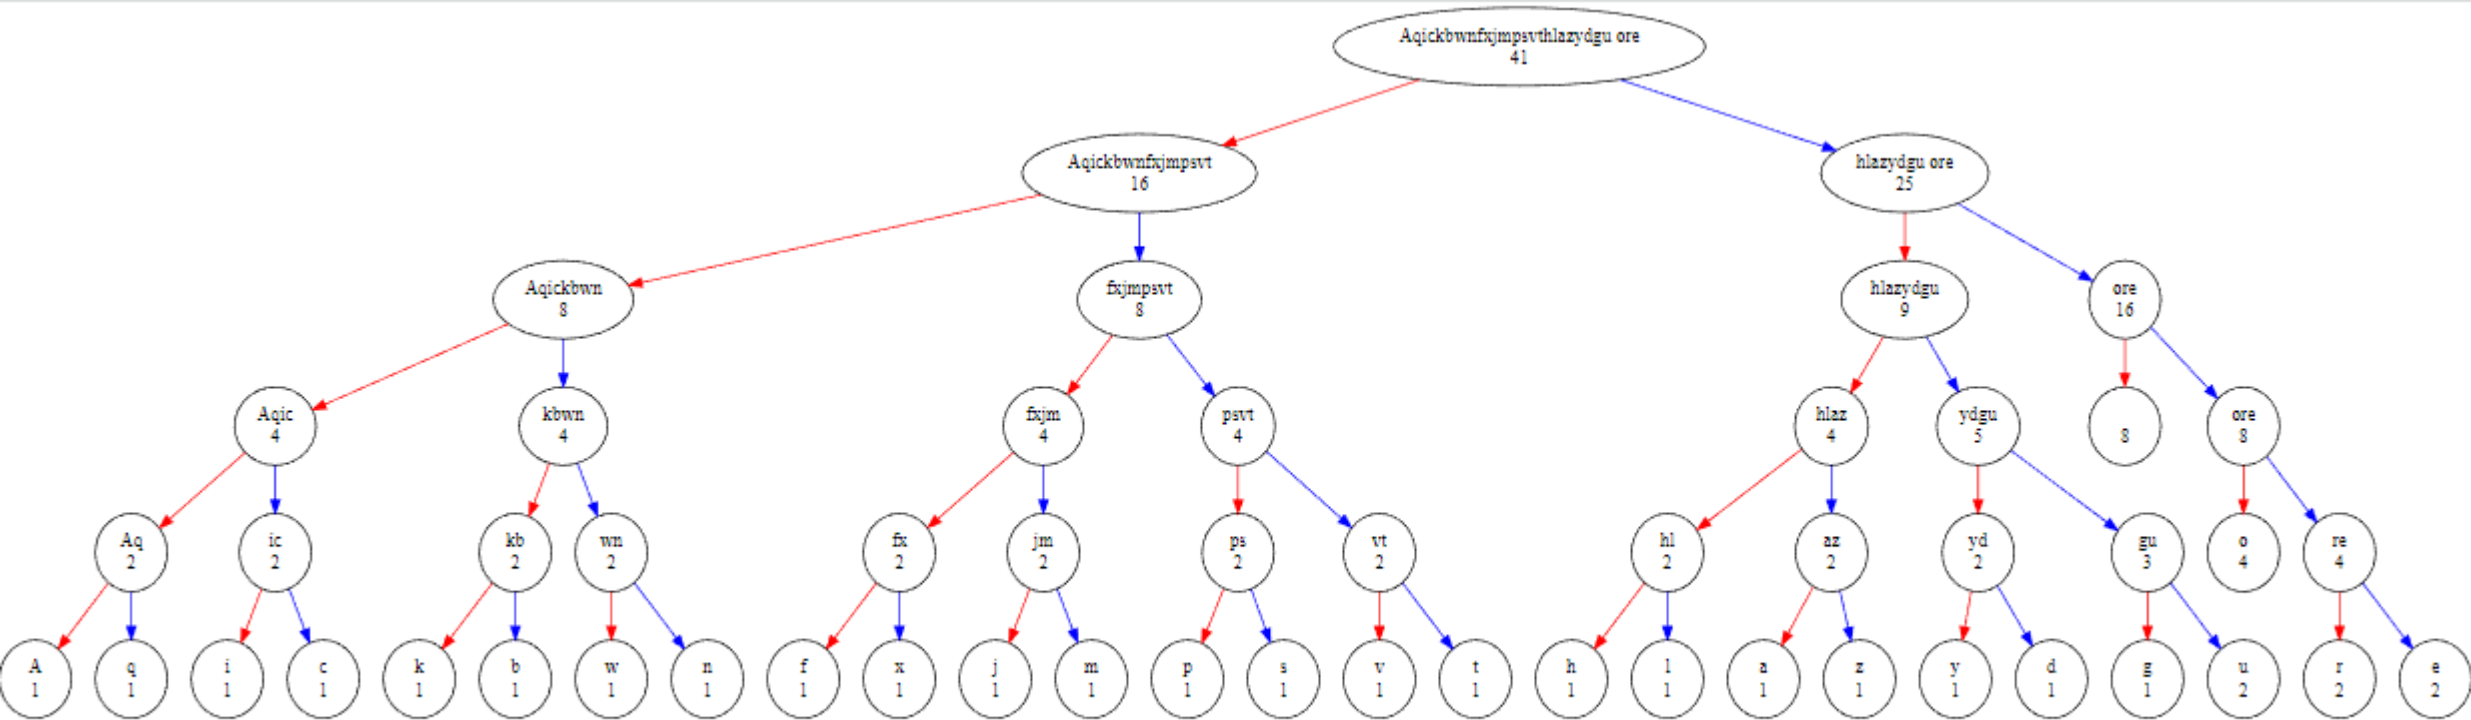 Aqickbwnfxjmpsvthlazydgu ore
41
Aqickbwnfxjmpsvt
16
hlazydgu ore
25
Aqickbwn
8
fxjmpsvt
8
hlazydgu
9
ore
16
Aqic
4
kbwn
4
fxjm
4
psvt
4
hlaz
4
ydgu
5
8
ore
8
Aq
2
ic
2
kb
2
wn
2
fx
2
jm
2
ps
2
vt
2
hl
2
az
2
yd
2
gu
3
o
4
re
4
A
1
q
1
i
1
c
1
k
1
b
1
w
1
n
1
f
1
x
1
j
1
m
1
p
1
s
1
v
1
t
1
h
1
l
1
a
1
z
1
y
1
d
1
g
1
u
2
r
2
e
2